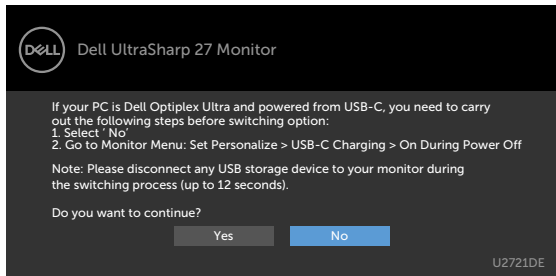 DELL
Dell UltraSharp 27 Monitor
If your PC is Dell Optiplex Ultra and powered from USB-C, you need to carry
out the following steps before switching option:
1. Select ' No'
2. Go to Monitor Menu: Set Personalize > USB-C Charging > On During Power Off
Note: Please disconnect any USB storage device to your monitor during
the switching process (up to 12 seconds).
Do you want to continue?
Yes No
U2721DE